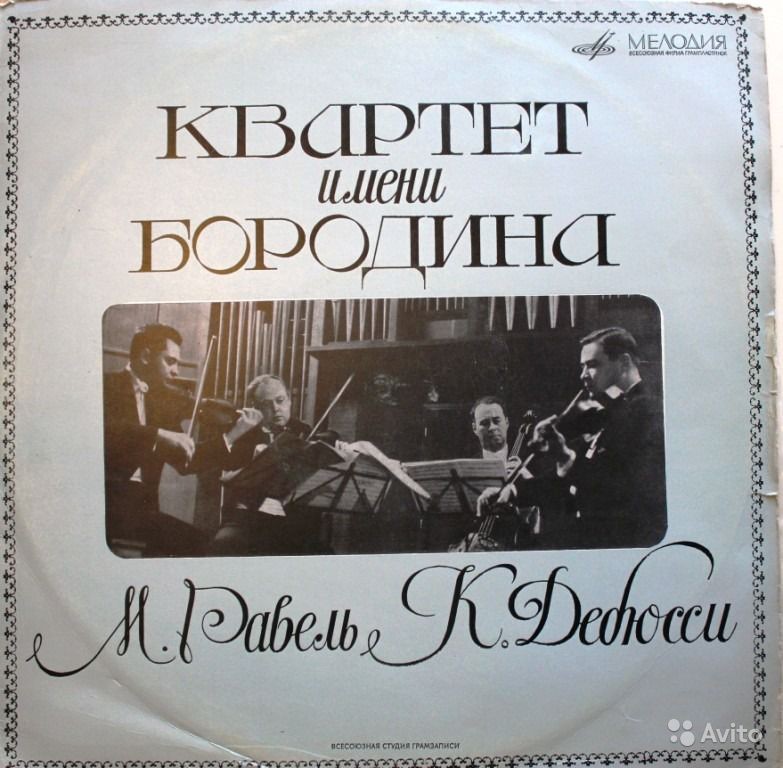 МЕЛОДИЯ
ВСЕСОЮЗНАЯ ФИРМА ГРАМПЛАСТИНОК
КВАРТЕТ
имени
БОРОДИНА
М. Равель, К. Дебюсси
ВСЕСОЮЗНАЯ СТУДИЯ ГРАМЗАПИСИ
Avito